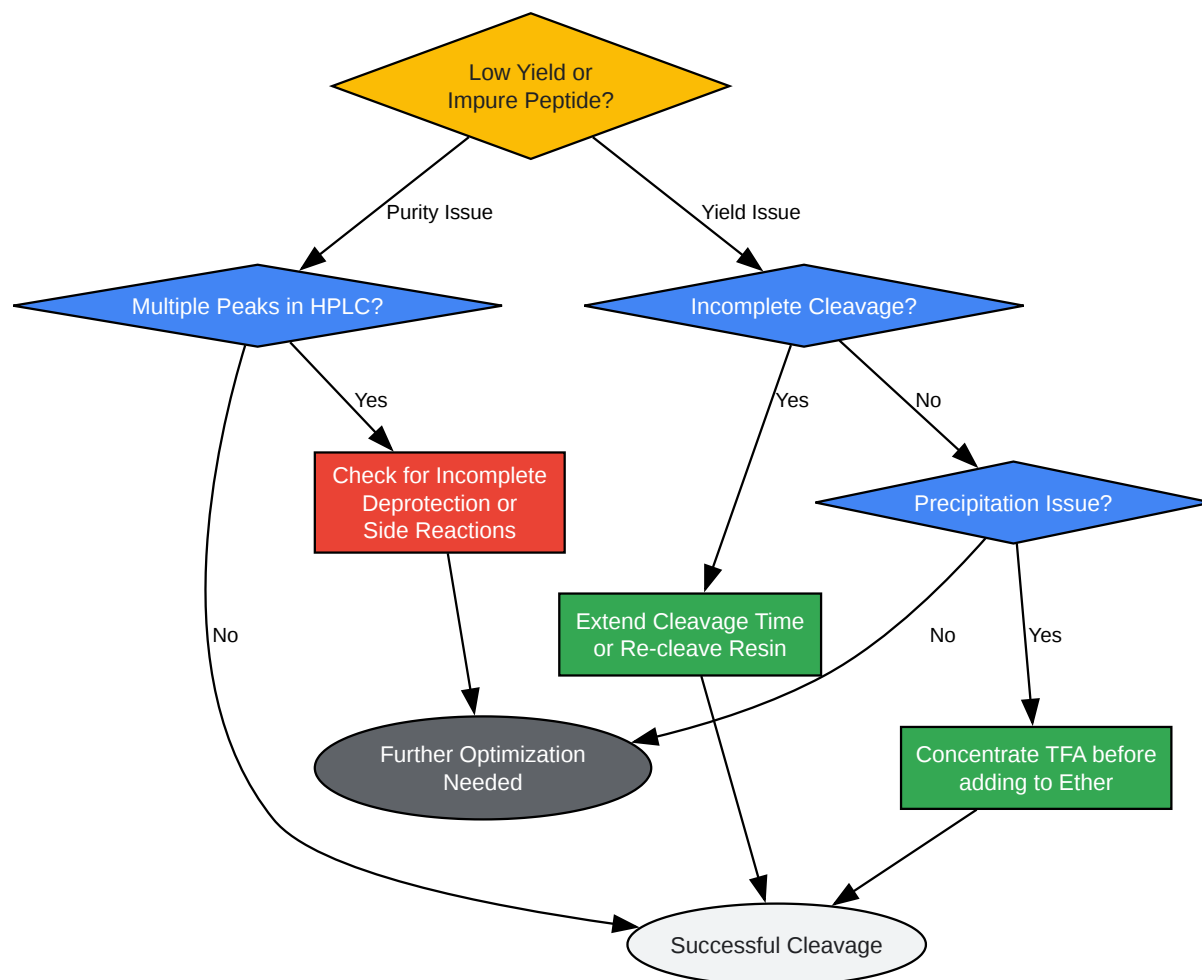 Low Yield or
Impure Peptide?
Purity Issue
Yield Issue
Multiple Peaks in HPLC?
Incomplete Cleavage?
Yes
Yes
No
Check for Incomplete
Deprotection or
Side Reactions
Precipitation Issue?
Extend Cleavage Time
or Re-cleave Resin
No
No
Yes
Further Optimization
Needed
Concentrate TFA before
adding to Ether
Successful Cleavage